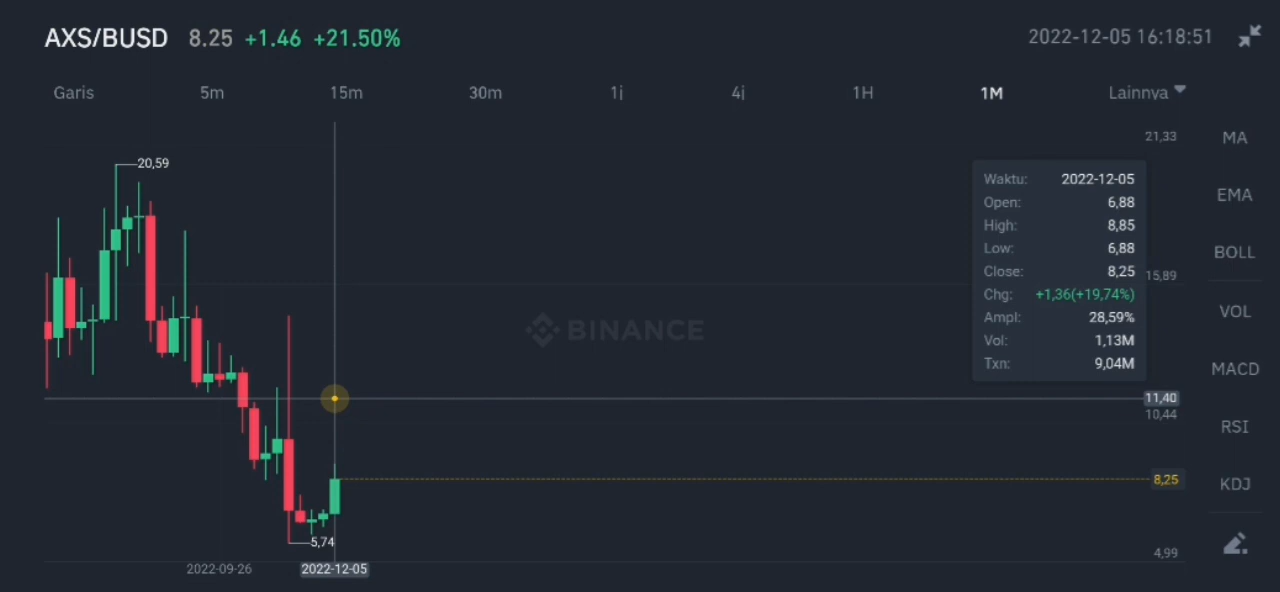 AXS/BUSD 8.25 +1.46 +21.50% 2022-12-05 16:18:51
Garis 5m 15m 30m 1j 4j 1H 1M Lainnya
21,33
MA
20,59
Waktu: 2022-12-05
Open: 6,88
EMA
High: 8,85
Low: 6,88
BOLL
Close: 8,25
15,89
Chg: +1,36(+19,74%)
Ampl: 28,59%
VOL
BINANCE
Vol: 1,13M
Txn: 9,04M
MACD
11,40
10,44
RSI
8,25
KDJ
5,74
4,99
2022-09-26 2022-12-05